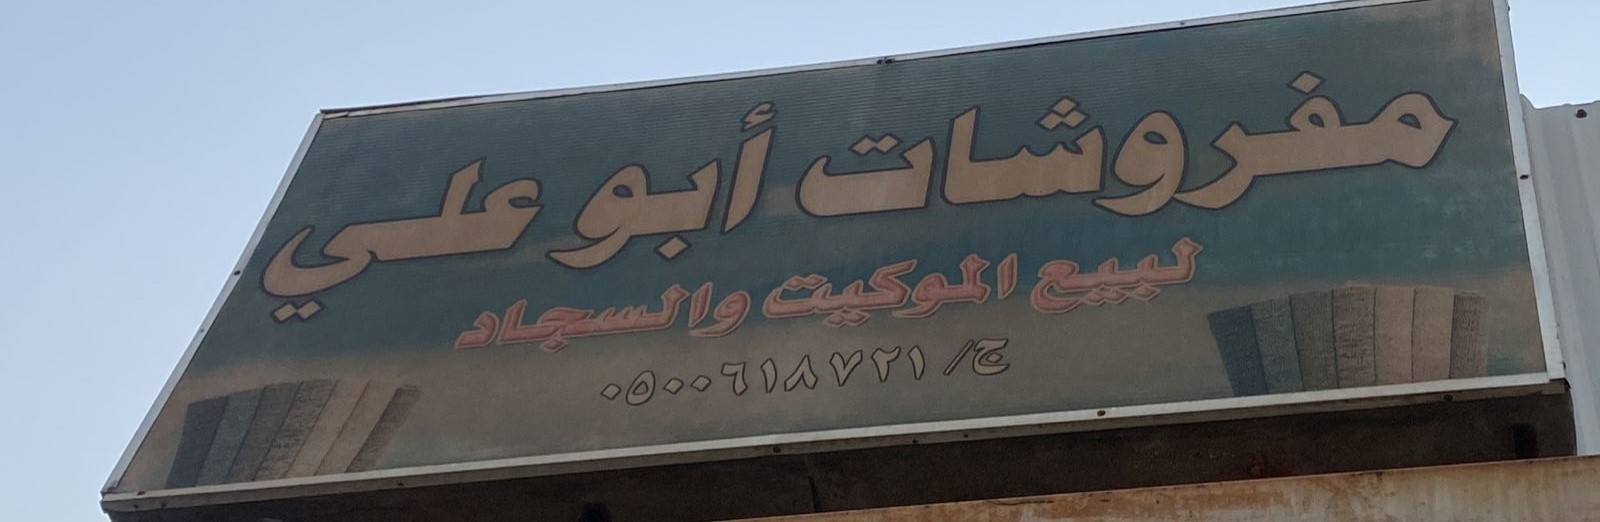 مفروشات أبو علي
لبيع الموكيت والسجاد
ج/ ٠٥٠٠٦١٨٧٢١